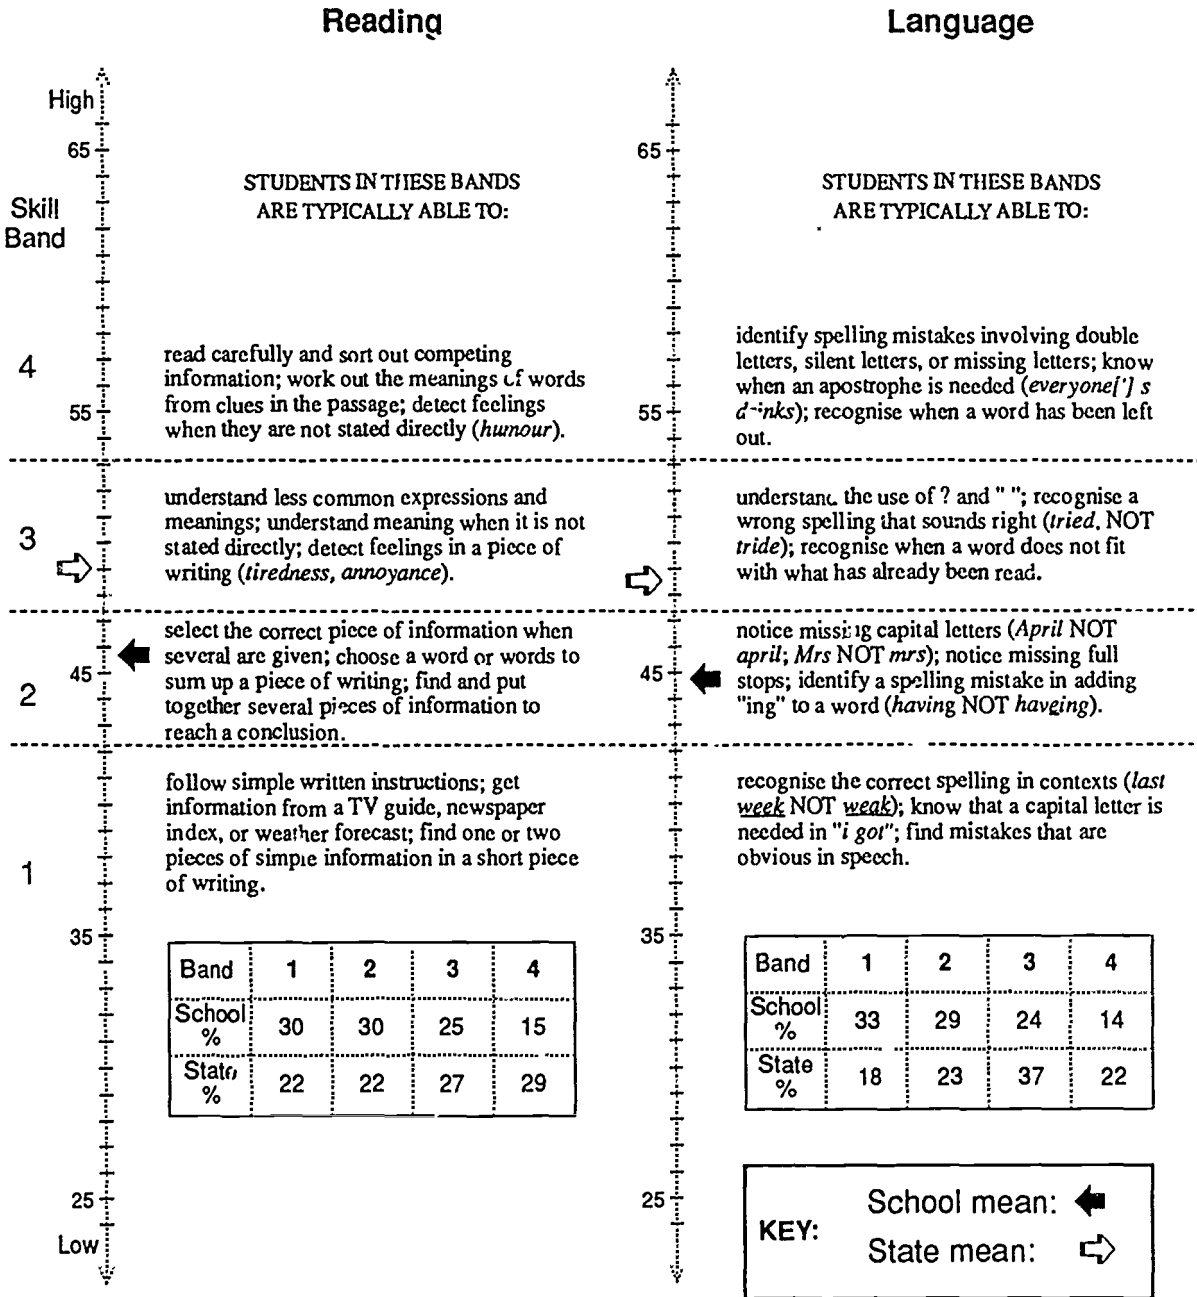 Reading
High
65
STUDENTS IN THESE BANDS
ARE TYPICALLY ABLE TO:
Skill
Band
4
read carefully and sort out competing
information; work out the meanings of words
from clues in the passage; detect feelings
when they are not stated directly (humour).
55
3
understand less common expressions and
meanings; understand meaning when it is not
stated directly; detect feelings in a piece of
writing (tiredness, annoyance).
2
select the correct piece of information when
several are given; choose a word or words to
sum up a piece of writing; find and put
together several pieces of information to
reach a conclusion.
45
1
follow simple written instructions; get
information from a TV guide, newspaper
index, or weather forecast; find one or two
pieces of simple information in a short piece
of writing.
35
Band 1 2 3 4
School % 30 30 25 15
State % 22 22 27 29
25
Low
Language
65
STUDENTS IN THESE BANDS
ARE TYPICALLY ABLE TO:
identify spelling mistakes involving double
letters, silent letters, or missing letters; know
when an apostrophe is needed (everyone['] s
drinks); recognise when a word has been left
out.
55
understand the use of ? and " "; recognise a
wrong spelling that sounds right (tried, NOT
tride); recognise when a word does not fit
with what has already been read.
notice missing capital letters (April NOT
april; Mrs NOT mrs); notice missing full
stops; identify a spelling mistake in adding
"ing" to a word (having NOT haveing).
45
recognise the correct spelling in contexts (last
week NOT weak); know that a capital letter is
needed in "i got"; find mistakes that are
obvious in speech.
35
Band 1 2 3 4
School % 33 29 24 14
State % 18 23 37 22
25
KEY:
School mean:
State mean: